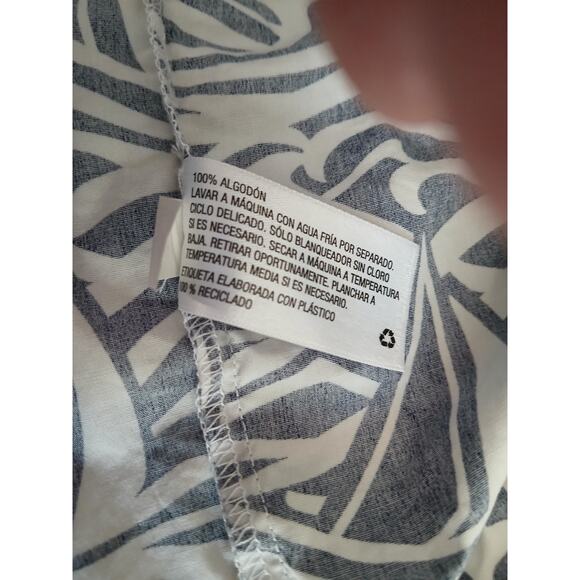 100% ALGODÓN
LAVAR A MÁQUINA CON AGUA FRÍA POR SEPARADO.
CICLO DELICADO. SÓLO BLANQUEADOR SIN CLORO
SI ES NECESARIO. SECAR A MÁQUINA A TEMPERATURA
BAJA. RETIRAR OPORTUNAMENTE. PLANCHAR A
TEMPERATURA MEDIA SI ES NECESARIO.
ETIQUETA ELABORADA CON PLÁSTICO
00 % RECICLADO